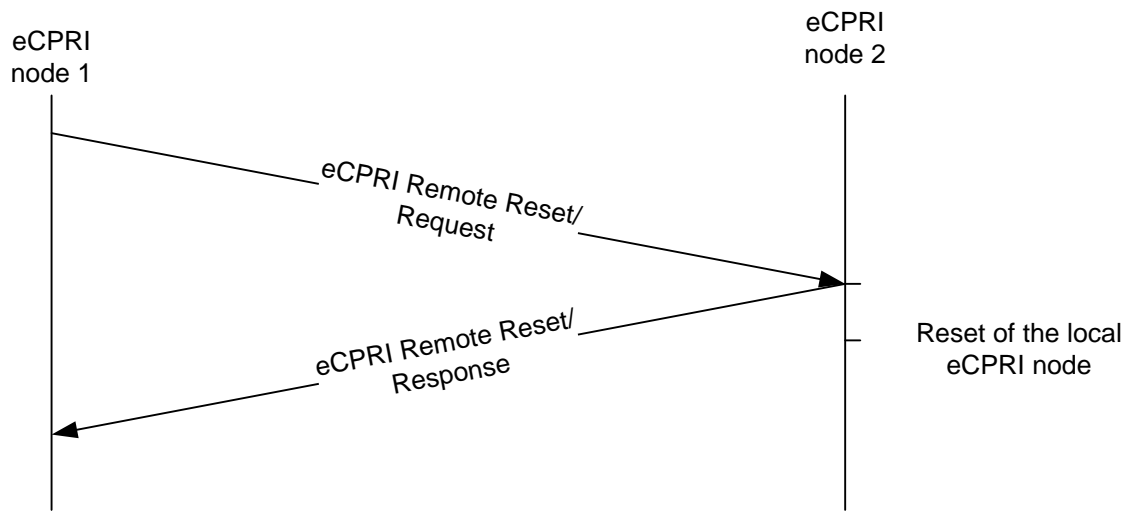 eCPRI
node 1
eCPRI
node 2
eCPRI Remote Reset/
Request
eCPRI Remote Reset/
Response
Reset of the local
eCPRI node